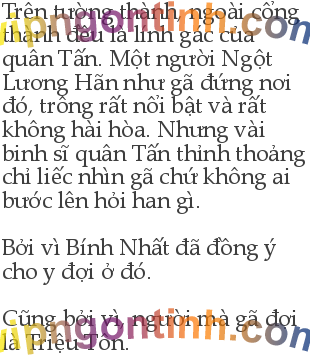 Trên tường thành, ngoài cổng
thành đều là lính gác của
quân Tấn. Một người Ngột
Lương Hãn như gã đứng nơi
đó, trông rất nổi bật và rất
không hài hòa. Nhưng vài
binh sĩ quân Tấn thỉnh thoảng
chỉ liếc nhìn gã chứ không ai
bước lên hỏi han gì.

Bởi vì Bính Nhất đã đồng ý
cho y đợi ở đó.

Cũng bởi vì, người mà gã đợi
là Triệu Tồn.